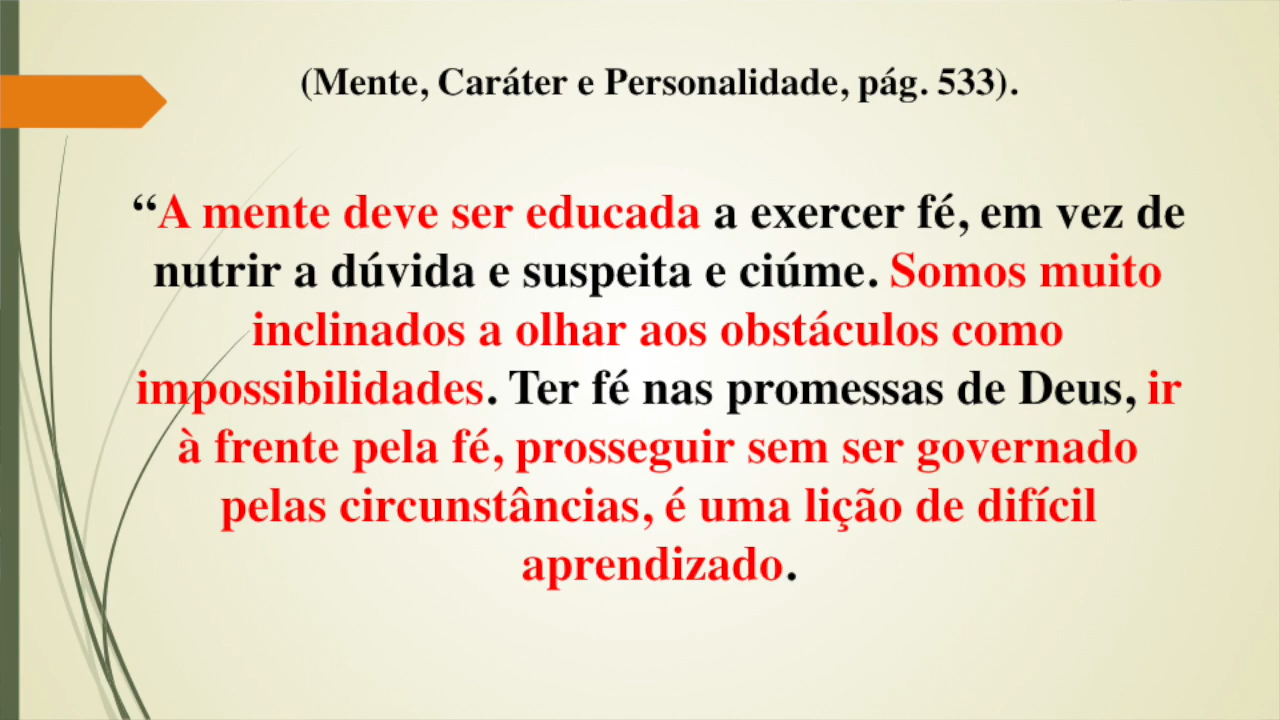 (Mente, Caráter e Personalidade, pág. 533).
“A mente deve ser educada a exercer fé, em vez de
nutrir a dúvida e suspeita e ciúme. Somos muito
inclinados a olhar aos obstáculos como
impossibilidades. Ter fé nas promessas de Deus, ir
à frente pela fé, prosseguir sem ser governado
pelas circunstâncias, é uma lição de difícil
aprendizado.